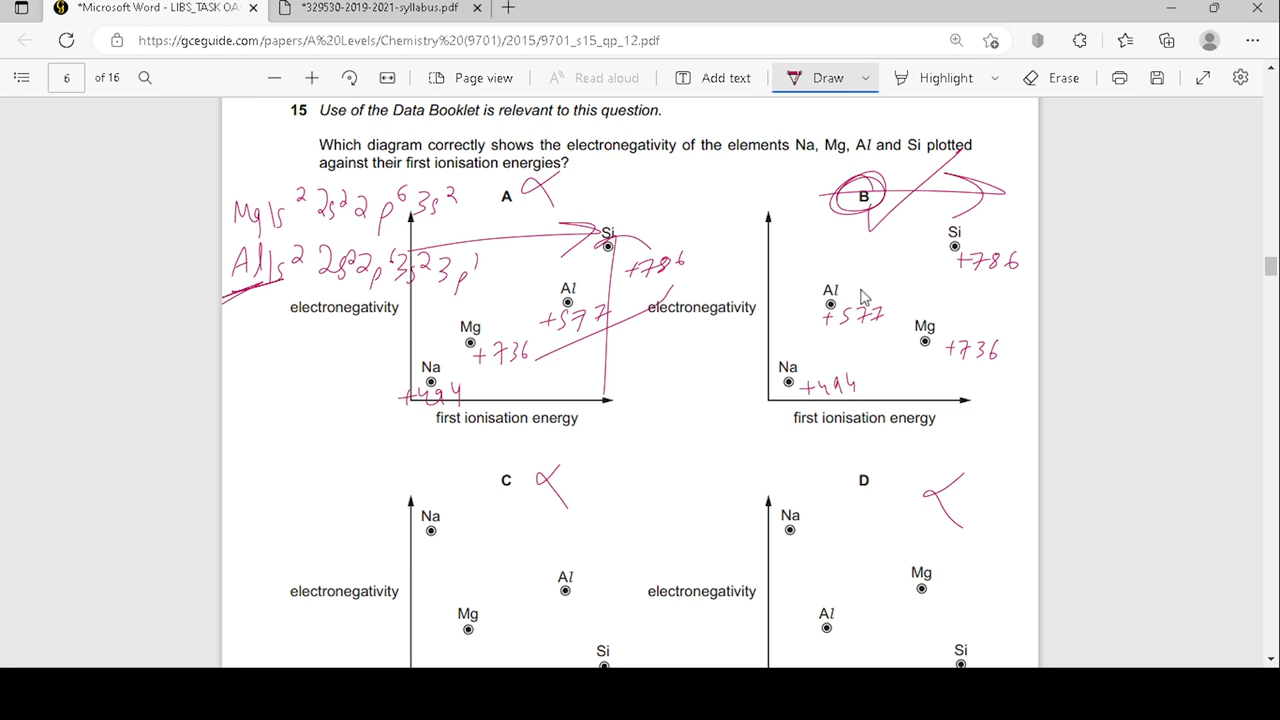 *Microsoft Word - LIBS_TASK OA
*329530-2019-2021-syllabus.pdf
https://gceguide.com/papers/A%20Levels/Chemistry%20(9701)/2015/9701_s15_qp_12.pdf
6 of 16
Page view
Read aloud
Add text
Draw
Highlight
Erase
15 Use of the Data Booklet is relevant to this question.
Which diagram correctly shows the electronegativity of the elements Na, Mg, Al and Si plotted
against their first ionisation energies?
A
Mg 1s² 2s² 2p⁶ 3s²
Al 1s² 2s² 2p⁶ 3s² 3p¹
electronegativity
Si
+786
Al
+577
Mg
+736
Na
+494
first ionisation energy
B
electronegativity
Si
+786
Al
+577
Mg
+736
Na
+494
first ionisation energy
C
Na
electronegativity
Al
Mg
Si
D
Na
electronegativity
Mg
Al
Si